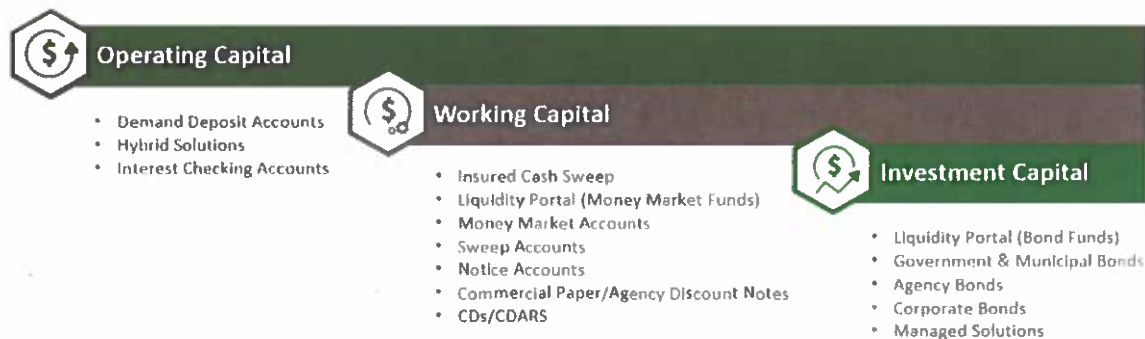 Operating Capital
• Demand Deposit Accounts
• Hybrid Solutions
• Interest Checking Accounts
Working Capital
• Insured Cash Sweep
• Liquidity Portal (Money Market Funds)
• Money Market Accounts
• Sweep Accounts
• Notice Accounts
• Commercial Paper/Agency Discount Notes
• CDs/CDARS
Investment Capital
• Liquidity Portal (Bond Funds)
• Government & Municipal Bonds
• Agency Bonds
• Corporate Bonds
• Managed Solutions